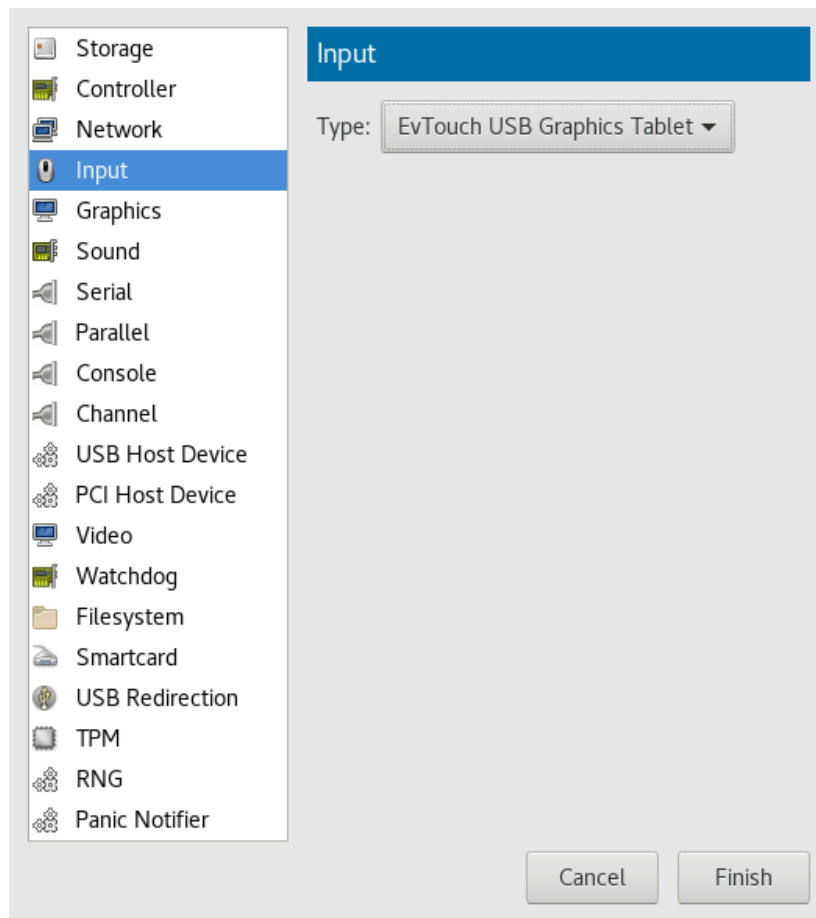 Storage
Controller
Network
Input
Graphics
Sound
Serial
Parallel
Console
Channel
USB Host Device
PCI Host Device
Video
Watchdog
Filesystem
Smartcard
USB Redirection
TPM
RNG
Panic Notifier
Input
Type: EvTouch USB Graphics Tablet
Cancel Finish